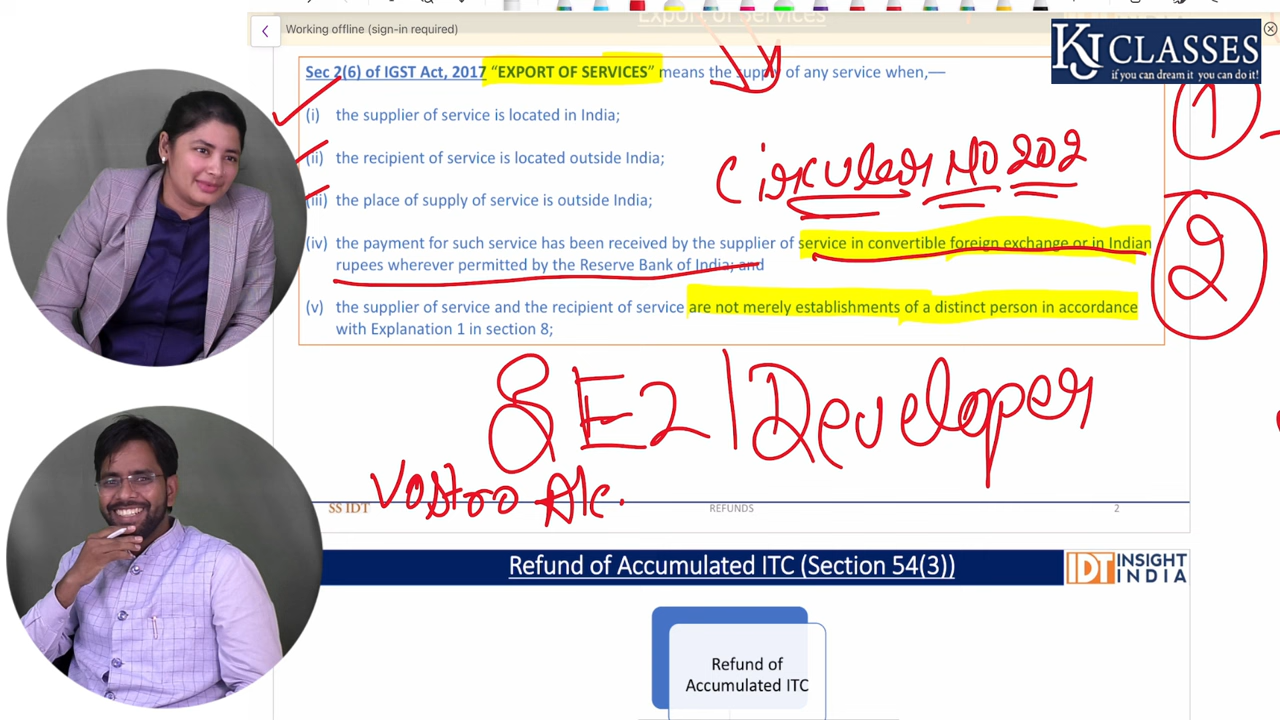 Export of Services
Working offline (sign-in required)
KJ CLASSES
if you can dream it you can do it!
Sec 2(6) of IGST Act, 2017 “EXPORT OF SERVICES” means the supply of any service when,—
(i) the supplier of service is located in India;
1
(ii) the recipient of service is located outside India;
Circular NO 202
(iii) the place of supply of service is outside India;
(iv) the payment for such service has been received by the supplier of service in convertible foreign exchange or in Indian
rupees wherever permitted by the Reserve Bank of India; and
2
(v) the supplier of service and the recipient of service are not merely establishments of a distinct person in accordance
with Explanation 1 in section 8;
SEZ | Developer
Vostro A/c.
SS IDT REFUNDS 2
Refund of Accumulated ITC (Section 54(3))
IDT INSIGHT
INDIA
Refund of
Accumulated ITC